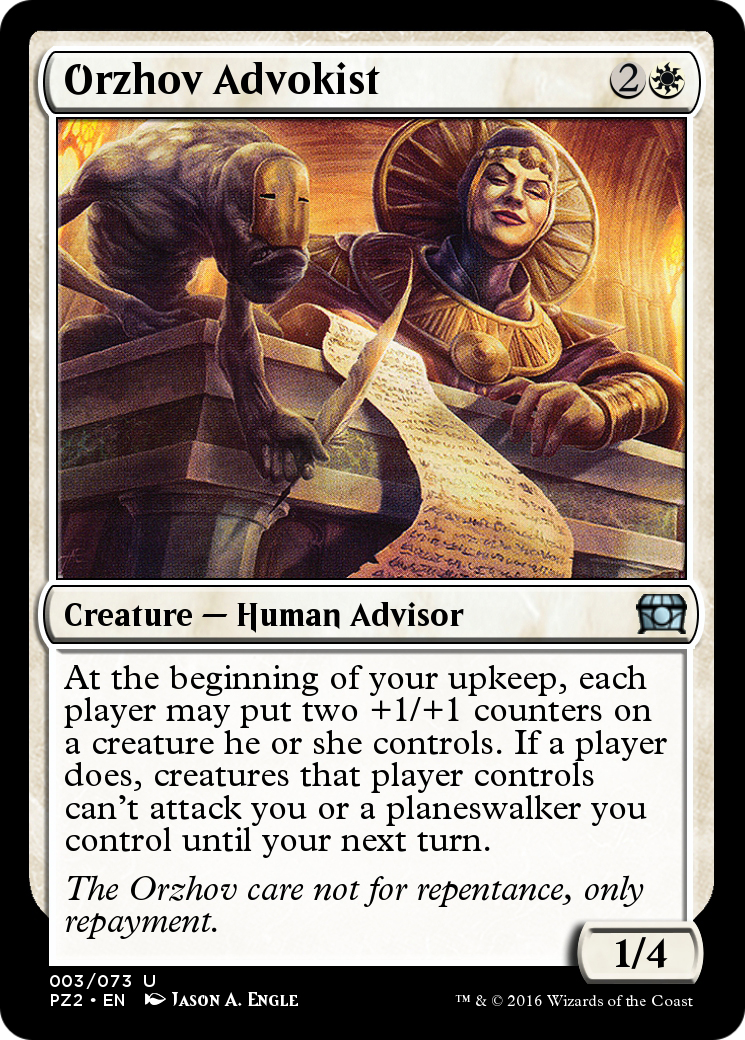 Orzhov Advokist 2
Creature — Human Advisor
At the beginning of your upkeep, each
player may put two +1/+1 counters on
a creature he or she controls. If a player
does, creatures that player controls
can't attack you or a planeswalker you
control until your next turn.
The Orzhov care not for repentance, only
repayment.
1/4
003/073 U
PZ2 • EN Jason A. Engle
™ & © 2016 Wizards of the Coast